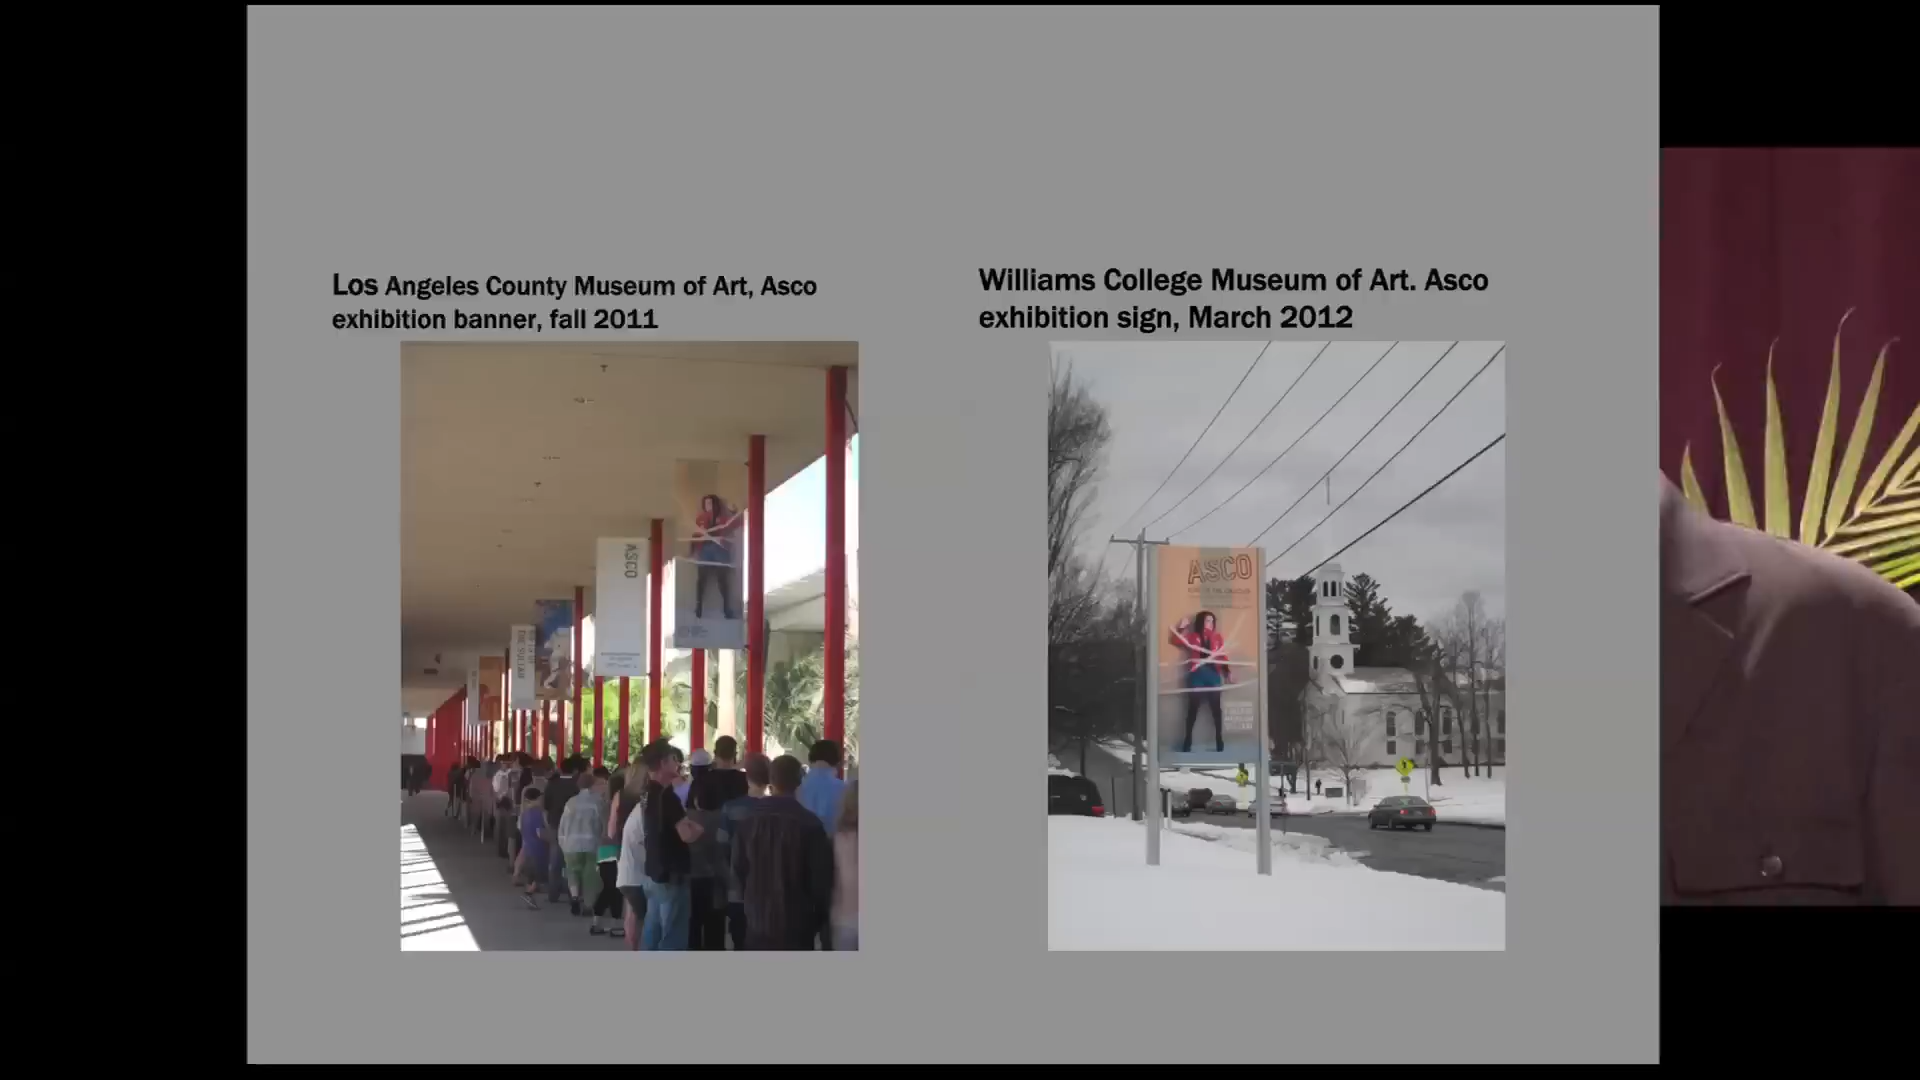 Los Angeles County Museum of Art, Asco
exhibition banner, fall 2011
Williams College Museum of Art. Asco
exhibition sign, March 2012
ASCO
ASCO